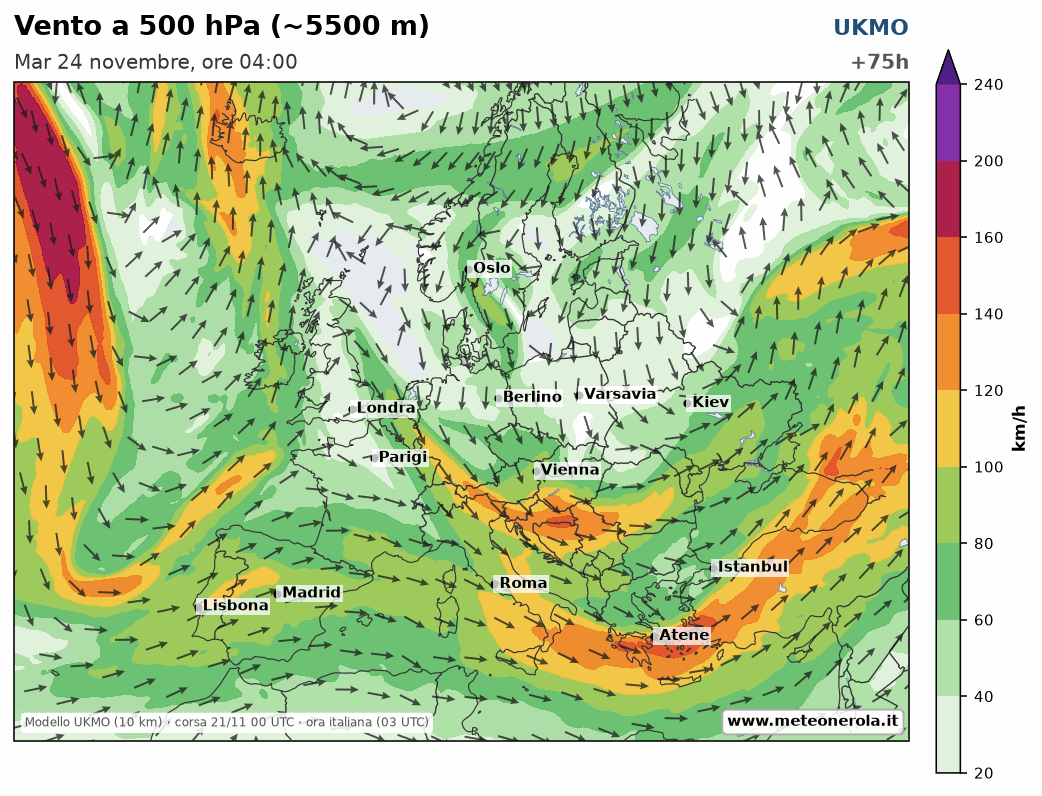 Vento a 500 hPa (~5500 m)
UKMO
Mar 24 novembre, ore 04:00
+75h
240
200
160
140
120
100
80
60
40
20
km/h
Oslo
Berlino
Varsavia
Kiev
Londra
Parigi
Vienna
Roma
Istanbul
Madrid
Lisbona
Atene
Modello UKMO (10 km) · corsa 21/11 00 UTC · ora italiana (03 UTC)
www.meteonerola.it